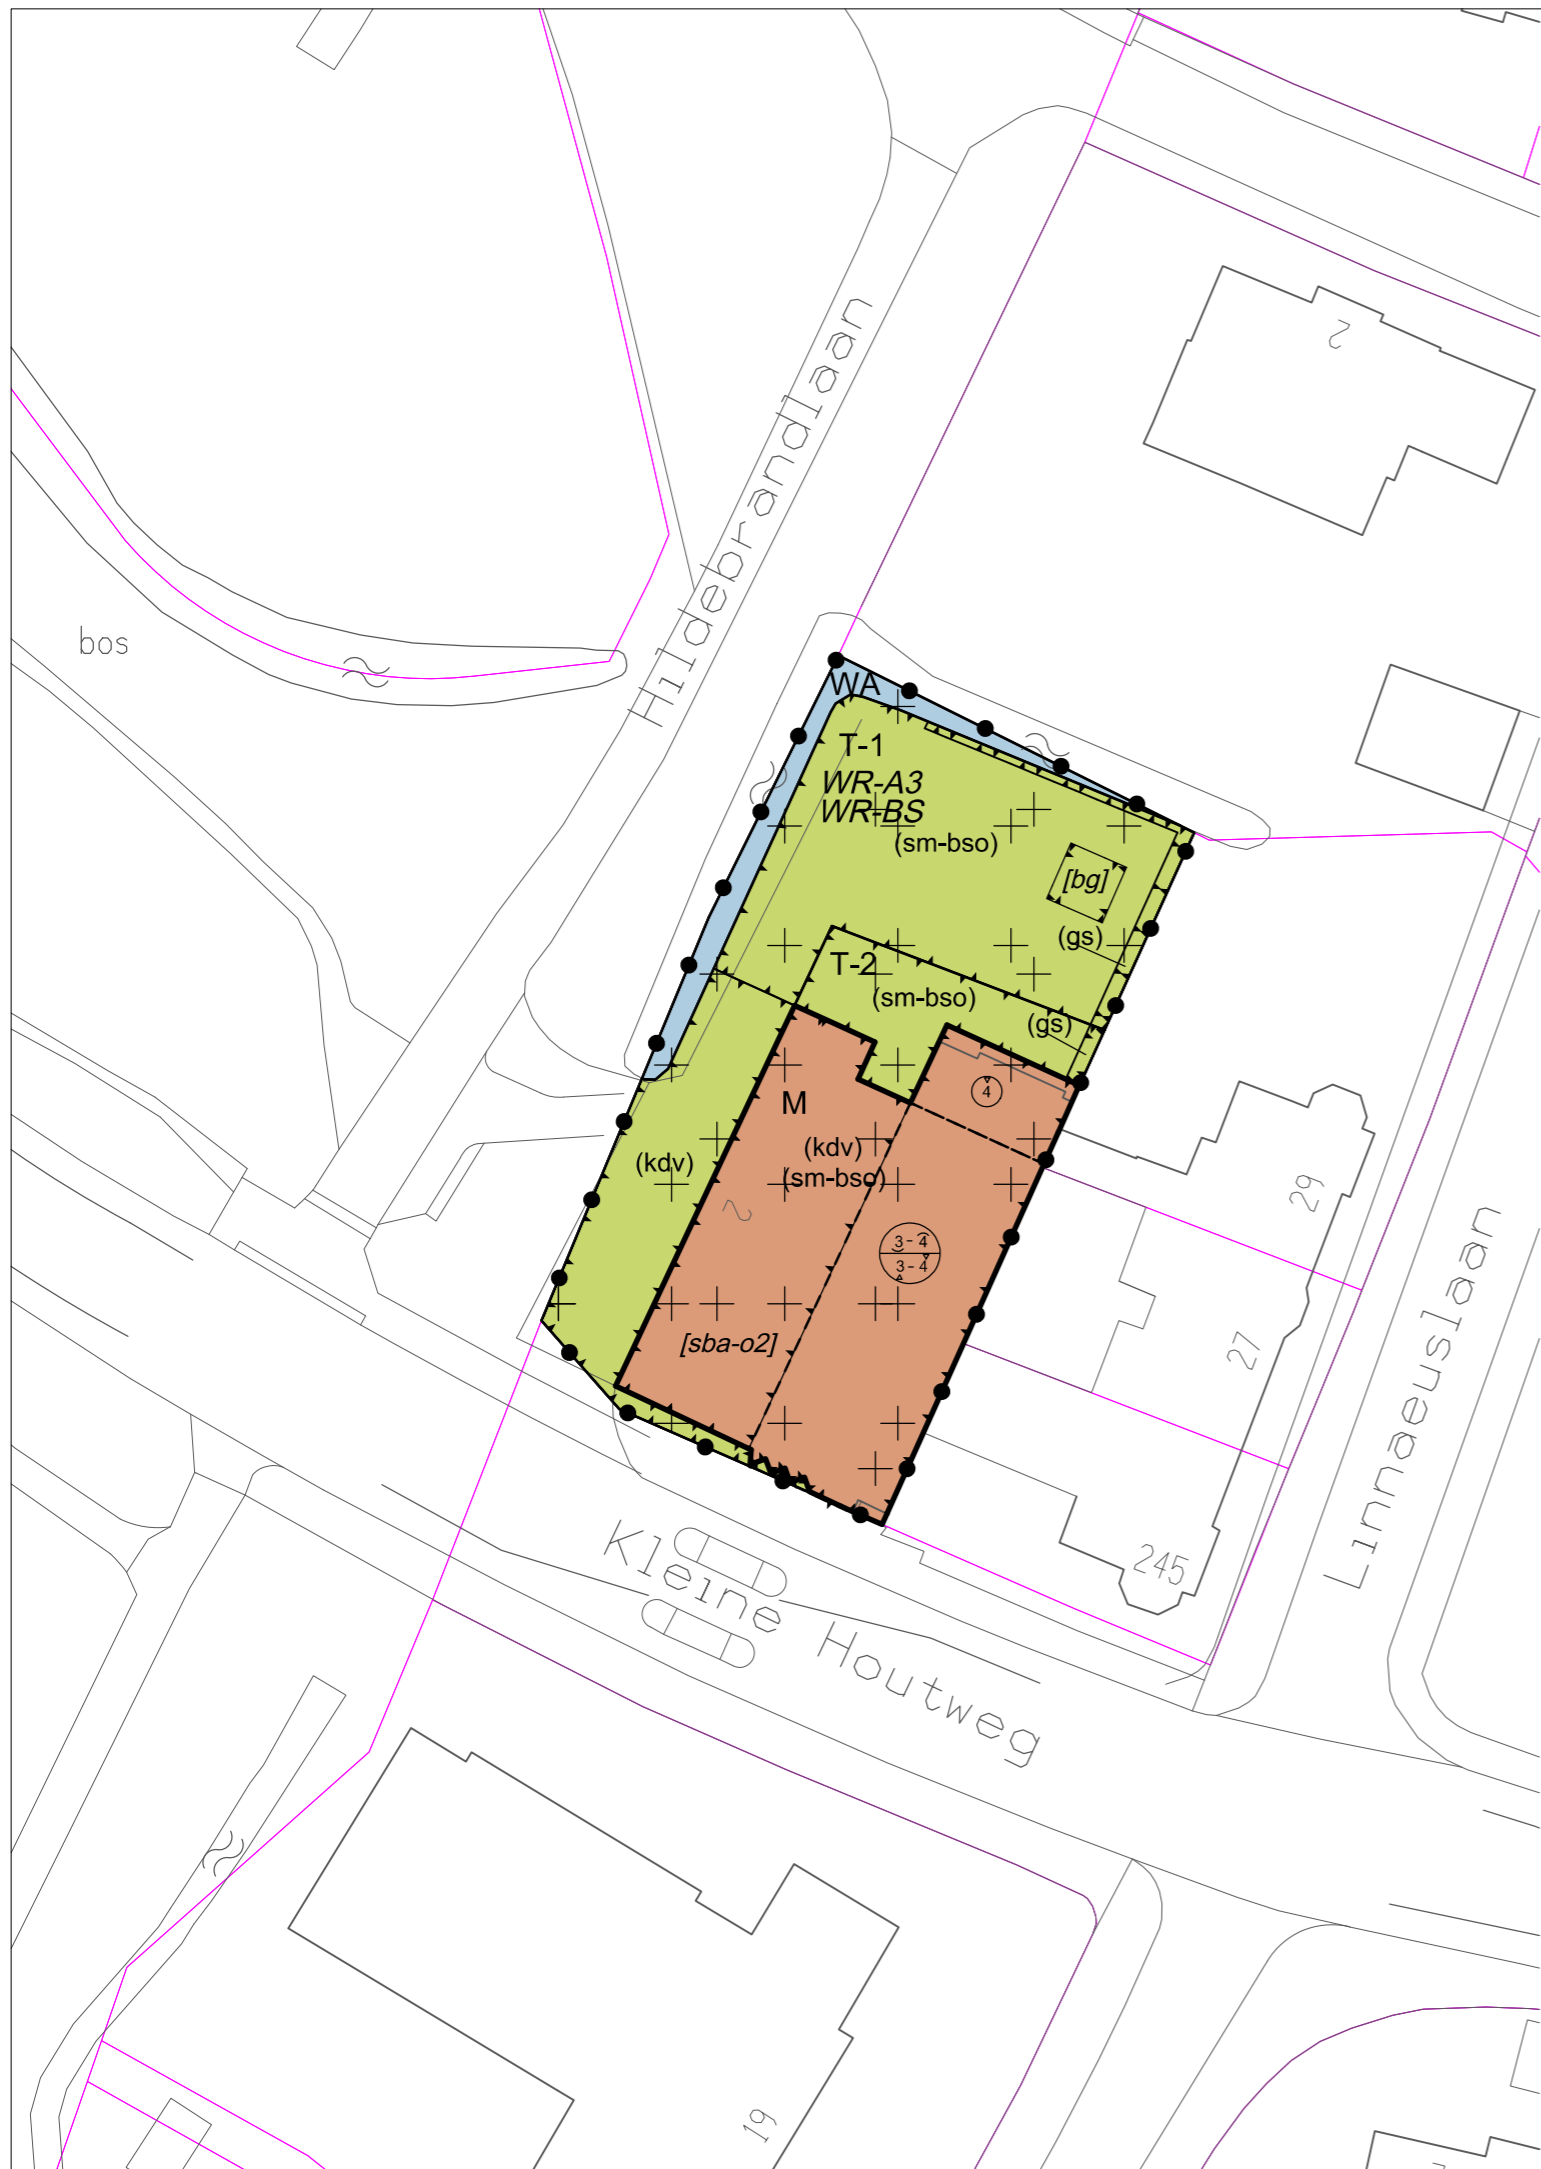 2
Hildebrandlaan
bos
WA
T-1
WR-A3
WR-BS
(sm-bso)
[bg]
(gs)
T-2
(sm-bso)
(gs)
4
M
(kdv)
(kdv)
(sm-bso)
2
29
3-4
3-4
[sba-o2]
27
Linnaeuslaan
245
Kleine Houtweg
19